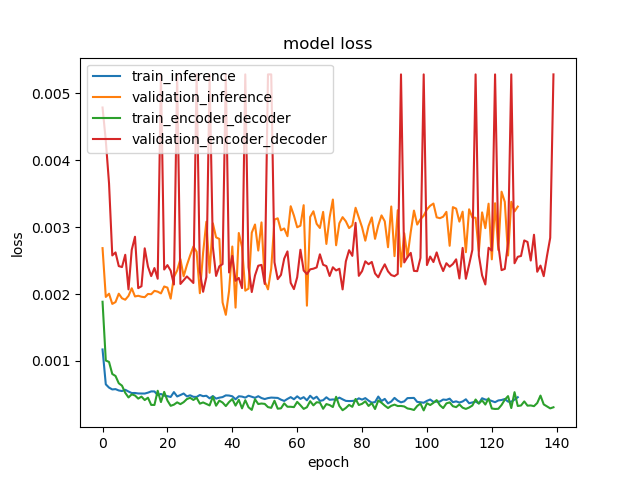 model loss
train_inference
validation_inference
train_encoder_decoder
validation_encoder_decoder
0.005
0.004
0.003
0.002
0.001
loss
0 20 40 60 80 100 120 140
epoch